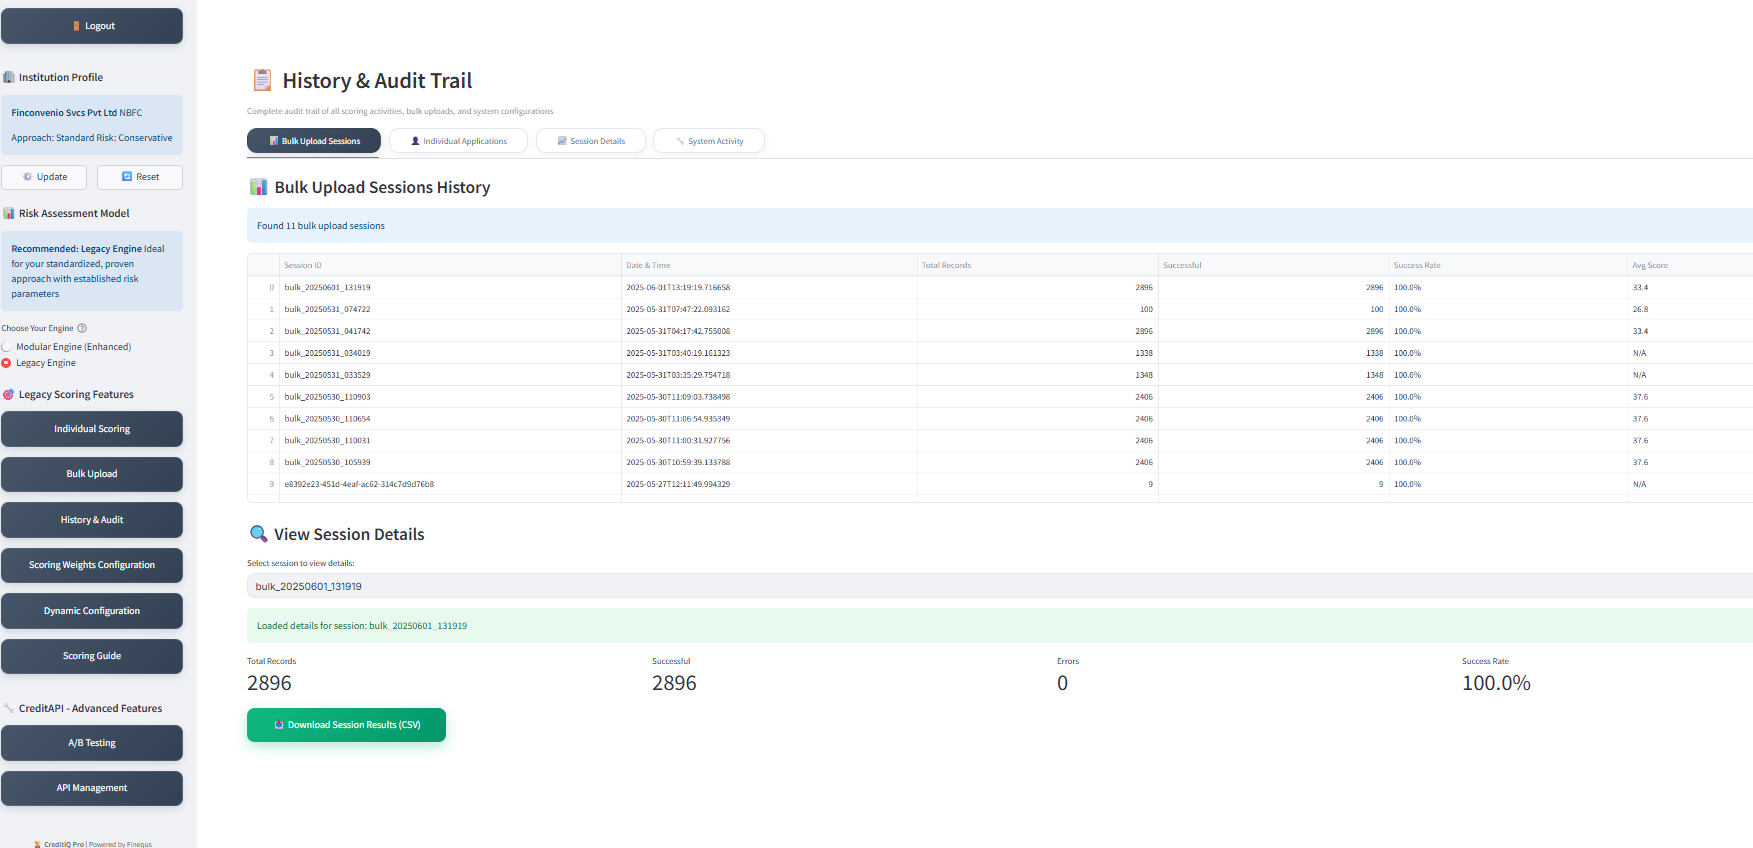 Logout
Institution Profile
Finconvenio Svcs Pvt Ltd NBFC
Approach: Standard Risk: Conservative
Update
Reset
Risk Assessment Model
Recommended: Legacy Engine Ideal
for your standardized, proven
approach with established risk
parameters
Choose Your Engine
Modular Engine (Enhanced)
Legacy Engine
Legacy Scoring Features
Individual Scoring
Bulk Upload
History & Audit
Scoring Weights Configuration
Dynamic Configuration
Scoring Guide
CreditAPI - Advanced Features
A/B Testing
API Management
CreditIQ Pro | Powered by Finequs
History & Audit Trail
Complete audit trail of all scoring activities, bulk uploads, and system configurations
Bulk Upload Sessions
Individual Applications
Session Details
System Activity
Bulk Upload Sessions History
Found 11 bulk upload sessions
Session ID Date & Time Total Records Successful Success Rate Avg Score
0 bulk_20250601_131919 2025-06-01T13:19:19.716658 2896 2896 100.0% 33.4
1 bulk_20250531_074722 2025-05-31T07:47:22.093162 100 100 100.0% 26.8
2 bulk_20250531_041742 2025-05-31T04:17:42.755008 2896 2896 100.0% 33.4
3 bulk_20250531_034019 2025-05-31T03:40:19.161323 1338 1338 100.0% N/A
4 bulk_20250531_033529 2025-05-31T03:35:29.754718 1348 1348 100.0% N/A
5 bulk_20250530_110903 2025-05-30T11:09:03.738498 2406 2406 100.0% 37.6
6 bulk_20250530_110654 2025-05-30T11:06:54.935349 2406 2406 100.0% 37.6
7 bulk_20250530_110031 2025-05-30T11:00:31.927756 2406 2406 100.0% 37.6
8 bulk_20250530_105939 2025-05-30T10:59:39.133788 2406 2406 100.0% 37.6
9 e8392e23-451d-4eaf-ac62-314c7d9d76b8 2025-05-27T12:11:49.994329 9 9 100.0% N/A
View Session Details
Select session to view details:
bulk_20250601_131919
Loaded details for session: bulk_20250601_131919
Total Records Successful Errors Success Rate
2896 2896 0 100.0%
Download Session Results (CSV)